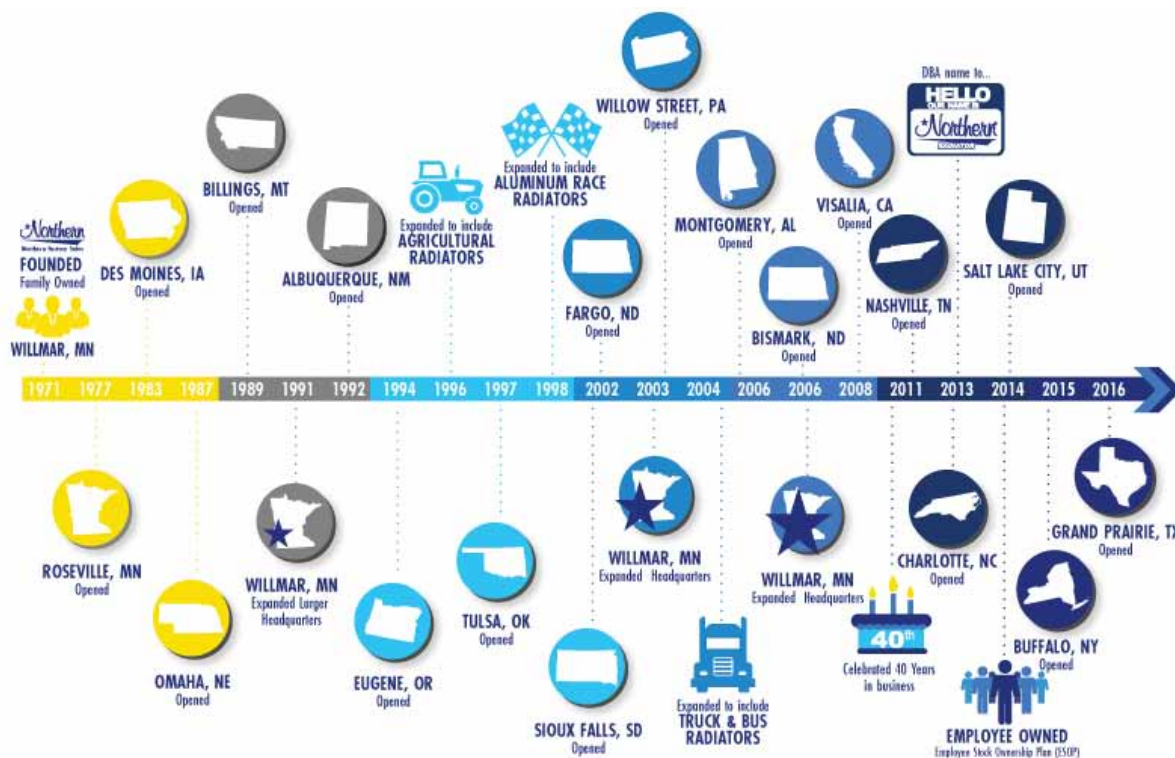 Northern
FOUNDED
Family Owned
WILLMAR, MN
DES MOINES, IA
Opened
BILLINGS, MT
Opened
ALBUQUERQUE, NM
Opened
Expanded to include
AGRICULTURAL
RADIATORS
Expanded to include
ALUMINUM RACE
RADIATORS
FARGO, ND
Opened
WILLOW STREET, PA
Opened
MONTGOMERY, AL
Opened
BISMARK, ND
Opened
VISALIA, CA
Opened
NASHVILLE, TN
Opened
DBA name to...
HELLO
OUR NAME IS
Northern
RADIATOR
SALT LAKE CITY, UT
Opened
1971 1977 1983 1987 1989 1991 1992 1994 1996 1997 1998 2002 2003 2004 2006 2006 2008 2011 2013 2014 2015 2016
ROSEVILLE, MN
Opened
OMAHA, NE
Opened
WILLMAR, MN
Expanded Larger
Headquarters
EUGENE, OR
Opened
TULSA, OK
Opened
SIOUX FALLS, SD
Opened
WILLMAR, MN
Expanded Headquarters
Expanded to include
TRUCK & BUS
RADIATORS
WILLMAR, MN
Expanded Headquarters
40th
Celebrated 40 Years
in business
CHARLOTTE, NC
Opened
EMPLOYEE OWNED
Employee Stock Ownership Plan (ESOP)
BUFFALO, NY
Opened
GRAND PRAIRIE, TX
Opened